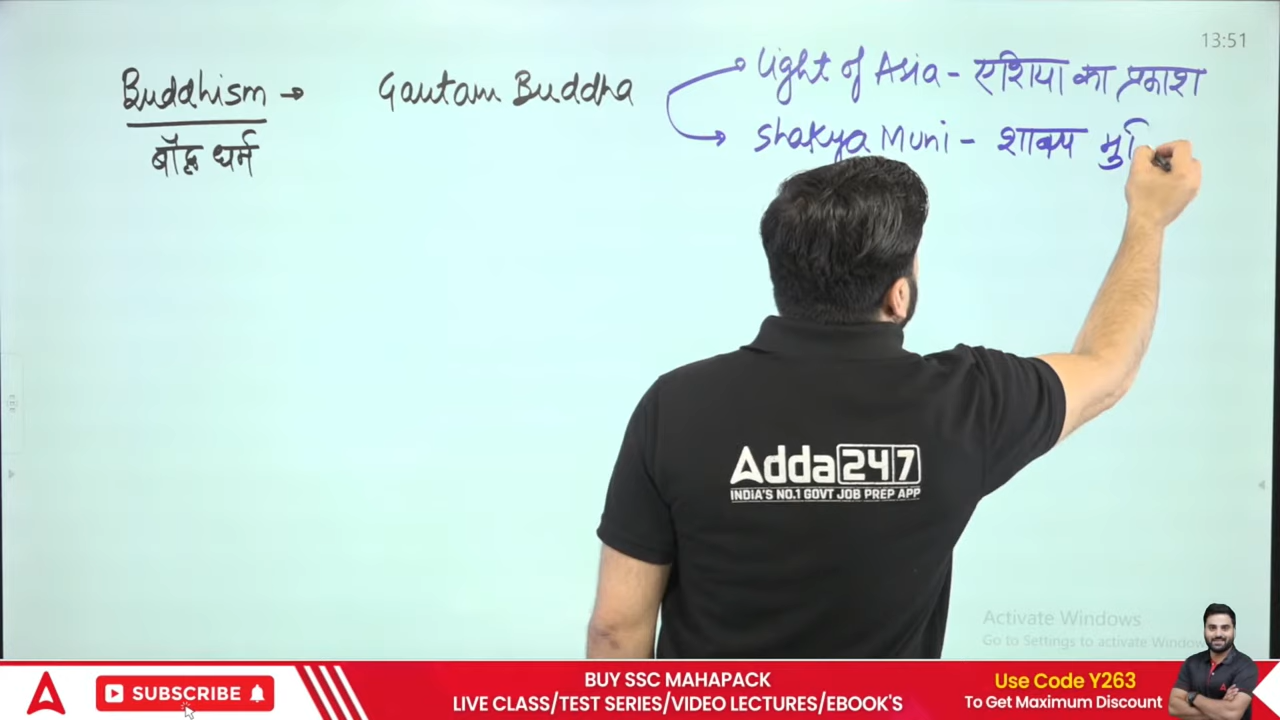 13:51
Buddhism → Gautam Buddha
बौद्ध धर्म
Light of Asia - एशिया का प्रकाश
Shakya Muni - शाक्य मुि
Adda 247
INDIA'S NO.1 GOVT JOB PREP APP
Activate Windows
Go to Settings to activate Windows
SUBSCRIBE
BUY SSC MAHAPACK
LIVE CLASS/TEST SERIES/VIDEO LECTURES/EBOOK'S
Use Code Y263
To Get Maximum Discount